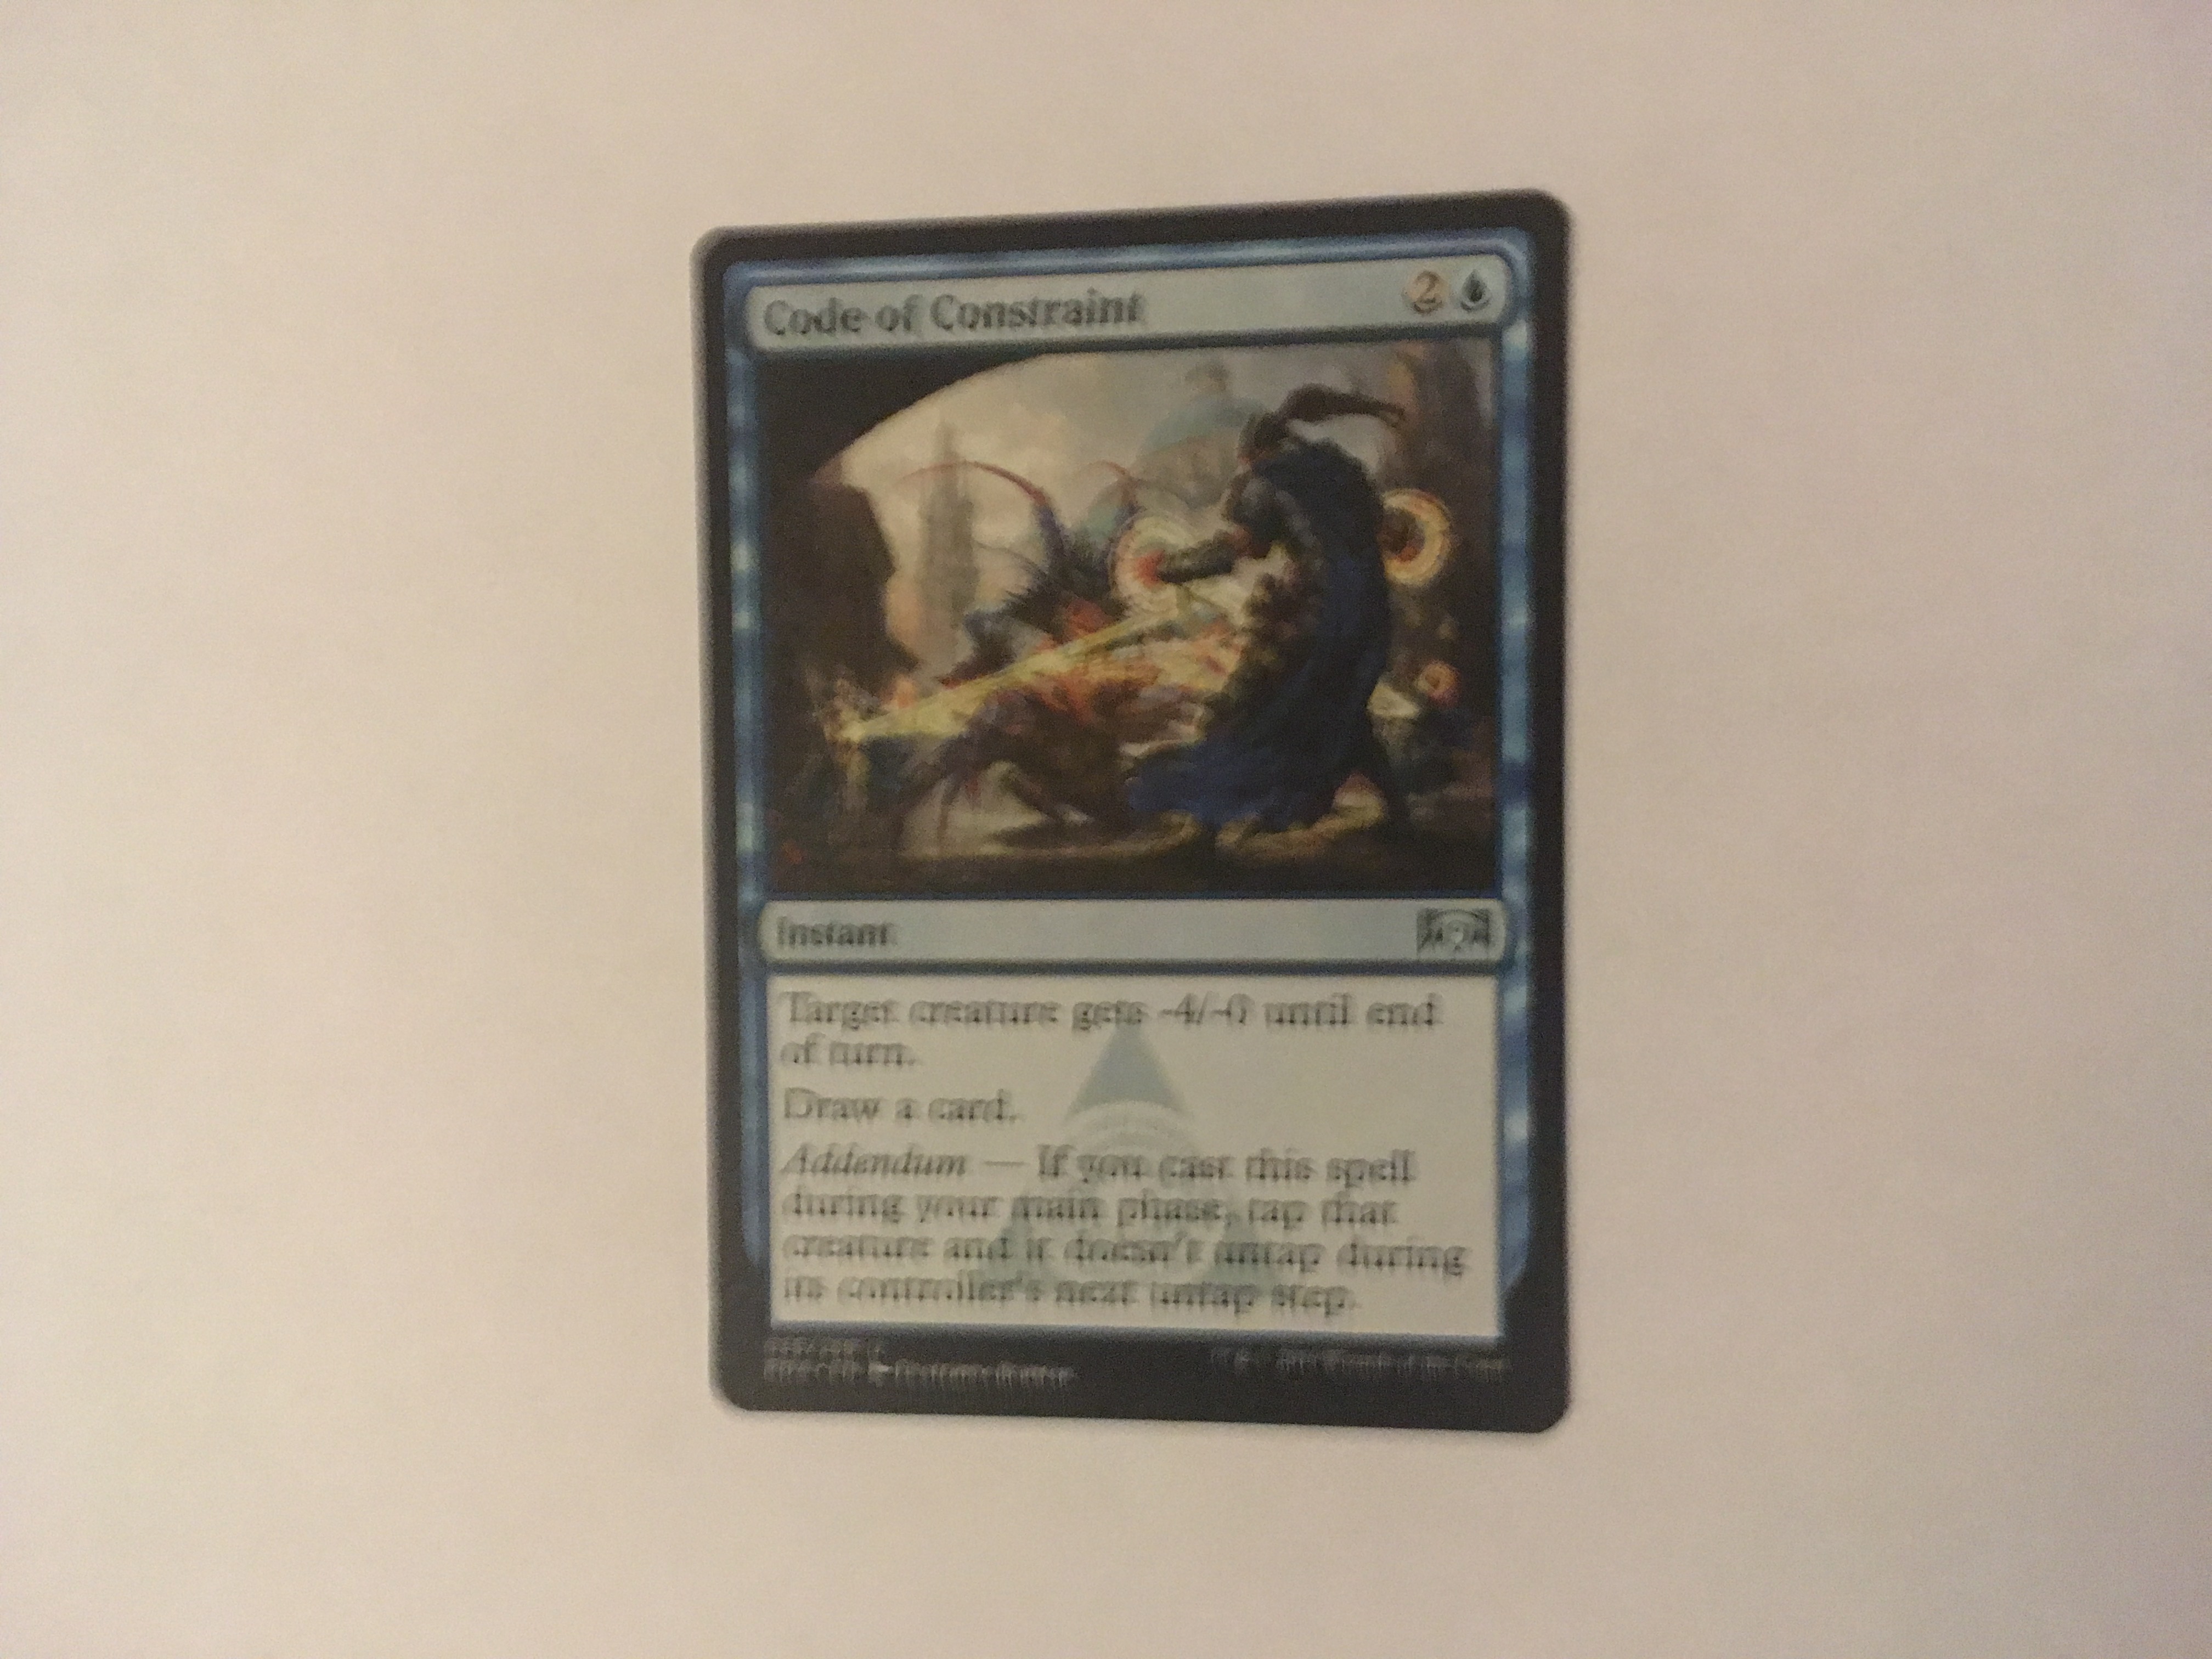 Code of Constraint 2
Instant
Target creature gets -4/-0 until end
of turn.
Draw a card.
Addendum — If you cast this spell
during your main phase, tap that
creature and it doesn't untap during
its controller's next untap step.